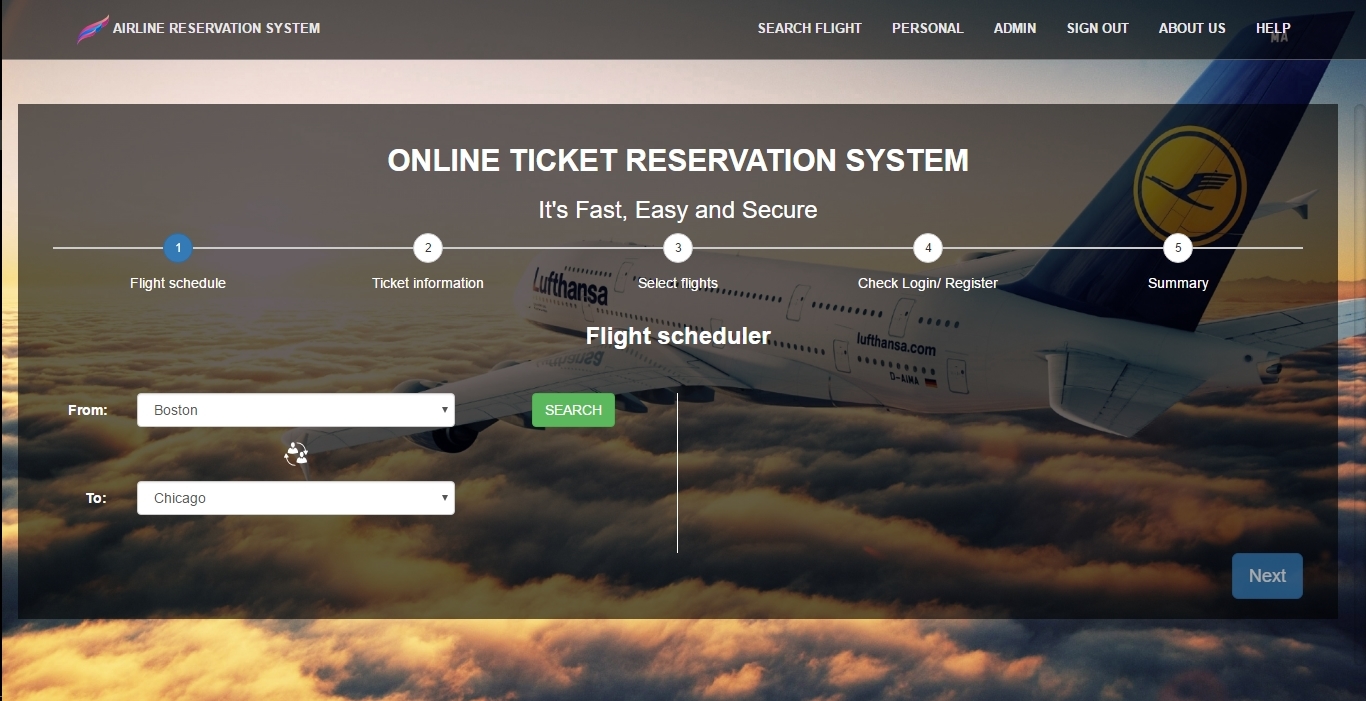 AIRLINE RESERVATION SYSTEM
SEARCH FLIGHT PERSONAL ADMIN SIGN OUT ABOUT US HELP
MA
ONLINE TICKET RESERVATION SYSTEM
It's Fast, Easy and Secure
1 2 3 4 5
Flight schedule Ticket information Select flights Check Login/ Register Summary
Lufthansa
Flight scheduler
lufthansa.com
Lufthansa
D-AIMA
From: Boston SEARCH
To: Chicago
Next